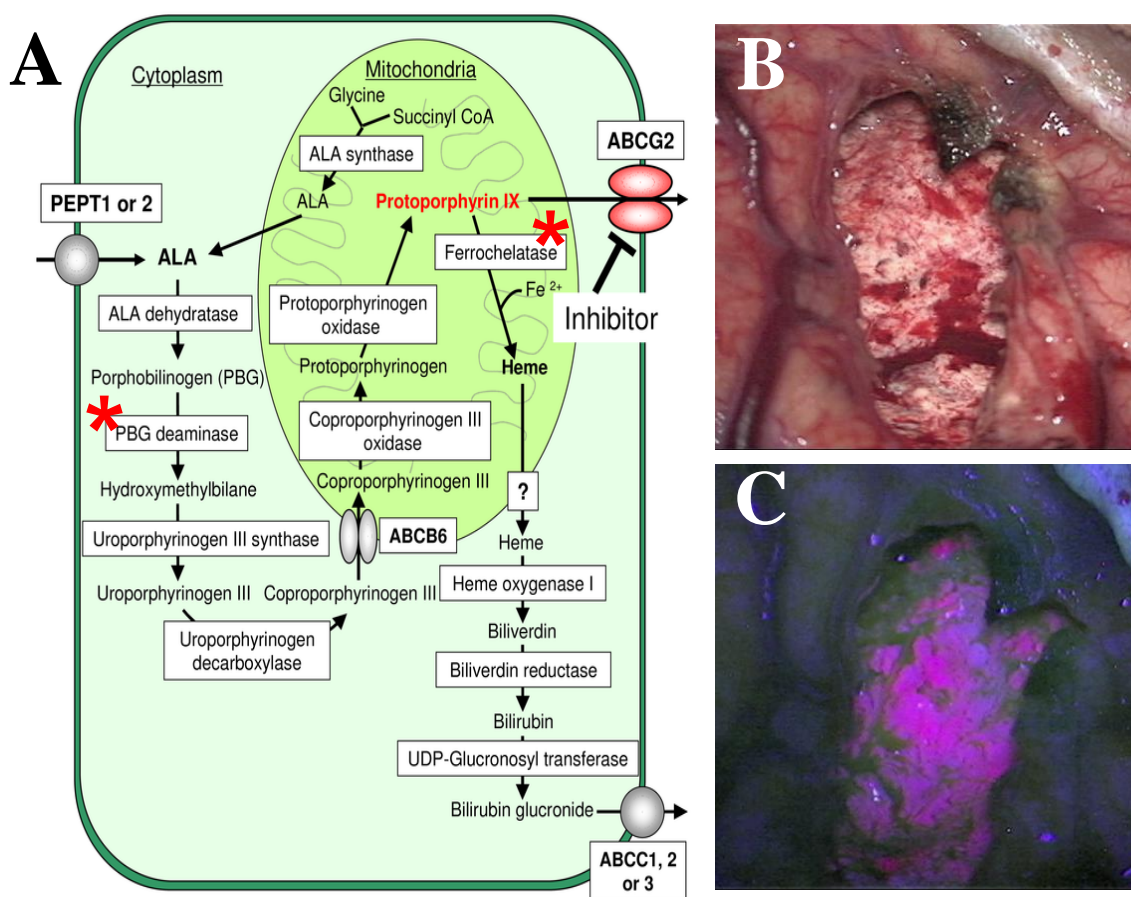 A
Cytoplasm
Mitochondria
Glycine
Succinyl CoA
ALA synthase
ALA
Protoporphyrin IX
*
Ferrochelatase
Fe 2+
Heme
ABCG2
Inhibitor
PEPT1 or 2
ALA
ALA dehydratase
Porphobilinogen (PBG)
*
PBG deaminase
Hydroxymethylbilane
Uroporphyrinogen III synthase
Uroporphyrinogen III
Uroporphyrinogen
decarboxylase
Coproporphyrinogen III
ABCB6
Coproporphyrinogen III
Coproporphyrinogen III
oxidase
Protoporphyrinogen
Protoporphyrinogen
oxidase
?
Heme
Heme oxygenase I
Biliverdin
Biliverdin reductase
Bilirubin
UDP-Glucronosyl transferase
Bilirubin glucronide
ABCC1, 2
or 3
B
C